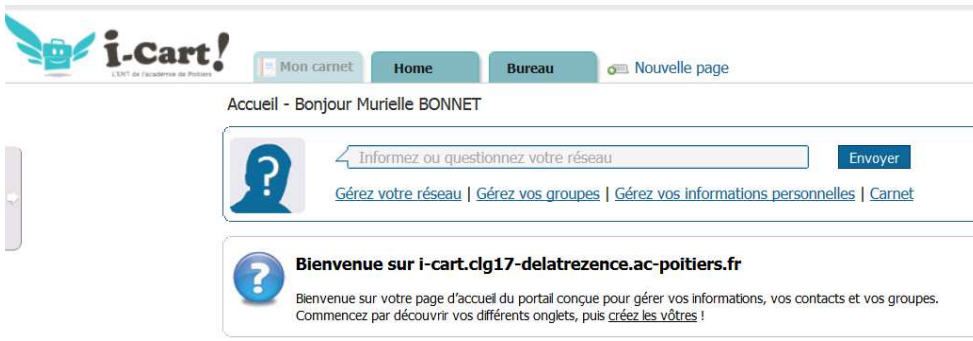 i-Cart!
L'ENT de l'académie de Poitiers
Mon carnet Home Bureau Nouvelle page
Accueil - Bonjour Murielle BONNET
Informez ou questionnez votre réseau Envoyer
Gérez votre réseau | Gérez vos groupes | Gérez vos informations personnelles | Carnet
Bienvenue sur i-cart.clg17-delatrezence.ac-poitiers.fr
Bienvenue sur votre page d'accueil du portail conçue pour gérer vos informations, vos contacts et vos groupes.
Commencez par découvrir vos différents onglets, puis créez les vôtres !